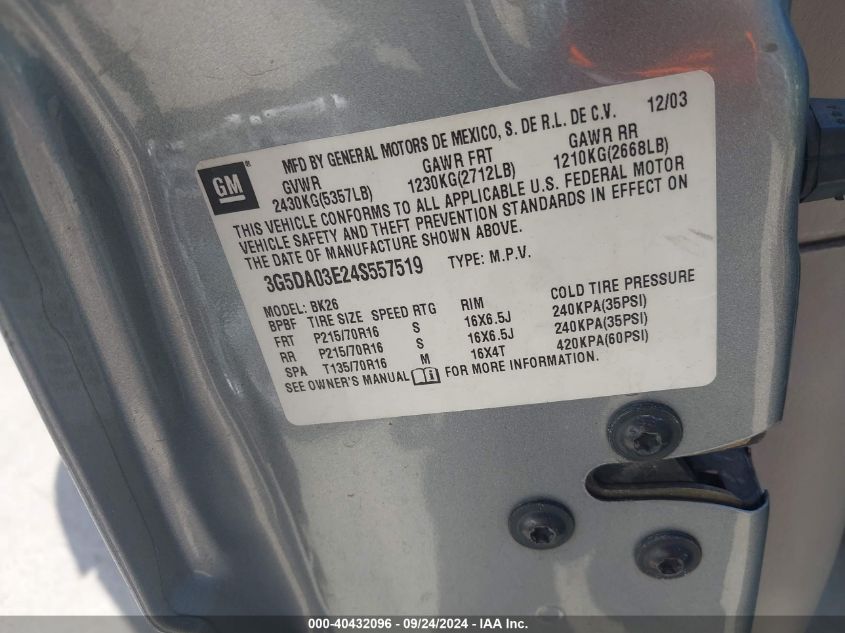 GM®
MFD BY GENERAL MOTORS DE MEXICO, S. DE R.L. DE C.V. 12/03
GVWR GAWR FRT GAWR RR
2430KG(5357LB) 1230KG(2712LB) 1210KG(2668LB)
THIS VEHICLE CONFORMS TO ALL APPLICABLE U.S. FEDERAL MOTOR
VEHICLE SAFETY AND THEFT PREVENTION STANDARDS IN EFFECT ON
THE DATE OF MANUFACTURE SHOWN ABOVE.
3G5DA03E24S557519 TYPE: M.P.V.
MODEL: BK26
BPBF TIRE SIZE SPEED RTG RIM COLD TIRE PRESSURE
FRT P215/70R16 S 16X6.5J 240KPA(35PSI)
RR P215/70R16 S 16X6.5J 240KPA(35PSI)
SPA T135/70R16 M 16X4T 420KPA(60PSI)
SEE OWNER'S MANUAL FOR MORE INFORMATION.
000-40432096 - 09/24/2024 - IAA Inc.